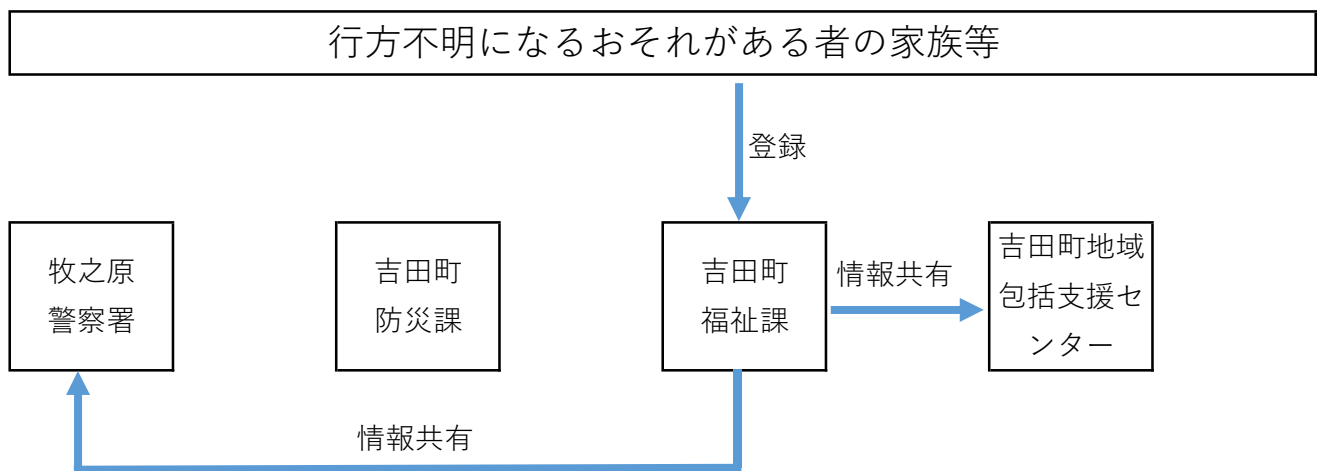 行方不明になるおそれがある者の家族等
登録
牧之原
警察署
吉田町
防災課
吉田町
福祉課
情報共有
吉田町地域
包括支援セ
ンター
情報共有